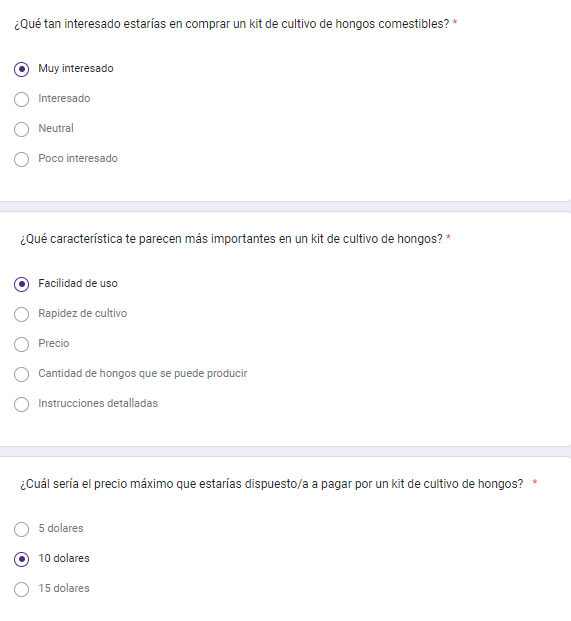 ¿Qué tan interesado estarías en comprar un kit de cultivo de hongos comestibles? *
Muy interesado
Interesado
Neutral
Poco interesado
¿Qué característica te parecen más importantes en un kit de cultivo de hongos? *
Facilidad de uso
Rapidez de cultivo
Precio
Cantidad de hongos que se puede producir
Instrucciones detalladas
¿Cuál sería el precio máximo que estarías dispuesto/a a pagar por un kit de cultivo de hongos? *
5 dolares
10 dolares
15 dolares